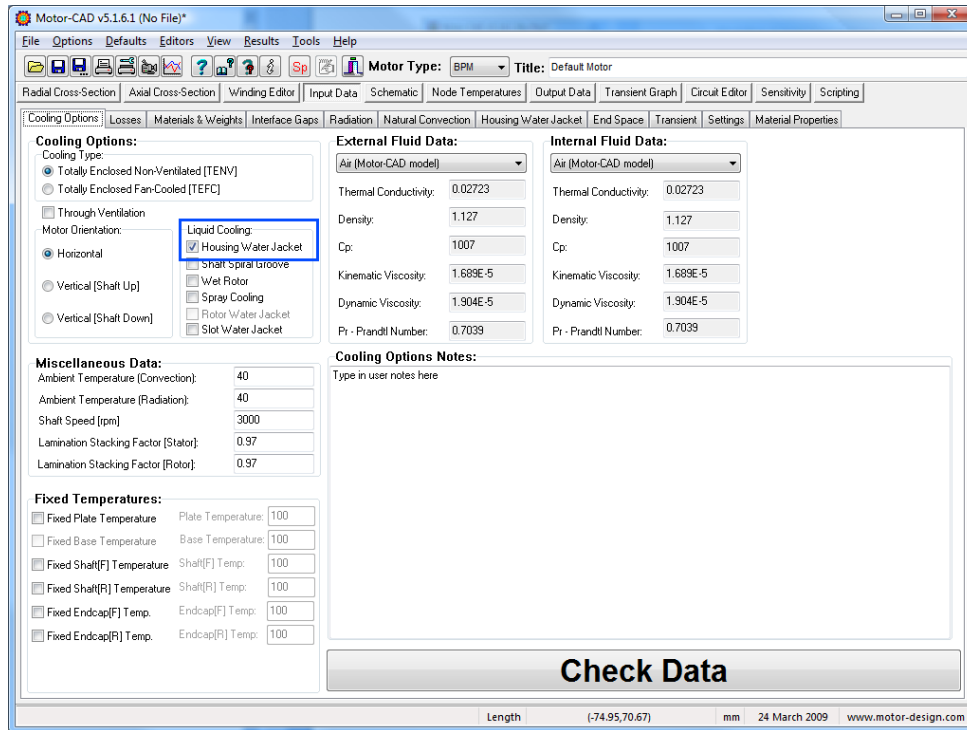 Motor-CAD v5.1.6.1 (No File)*
File Options Defaults Editors View Results Tools Help
Sp Motor Type: BPM Title: Default Motor
Radial Cross-Section Axial Cross-Section Winding Editor Input Data Schematic Node Temperatures Output Data Transient Graph Circuit Editor Sensitivity Scripting
Cooling Options Losses Materials & Weights Interface Gaps Radiation Natural Convection Housing Water Jacket End Space Transient Settings Material Properties
Cooling Options:
Cooling Type:
Totally Enclosed Non-Ventilated [TENV]
Totally Enclosed Fan-Cooled [TEFC]
Through Ventilation
Motor Orientation:
Horizontal
Vertical [Shaft Up]
Vertical [Shaft Down]
Liquid Cooling:
Housing Water Jacket
Shaft Spiral Groove
Wet Rotor
Spray Cooling
Rotor Water Jacket
Slot Water Jacket
External Fluid Data:
Air (Motor-CAD model)
Thermal Conductivity: 0.02723
Density: 1.127
Cp: 1007
Kinematic Viscosity: 1.689E-5
Dynamic Viscosity: 1.904E-5
Pr - Prandtl Number: 0.7039
Internal Fluid Data:
Air (Motor-CAD model)
Thermal Conductivity: 0.02723
Density: 1.127
Cp: 1007
Kinematic Viscosity: 1.689E-5
Dynamic Viscosity: 1.904E-5
Pr - Prandtl Number: 0.7039
Miscellaneous Data:
Ambient Temperature (Convection): 40
Ambient Temperature (Radiation): 40
Shaft Speed [rpm] 3000
Lamination Stacking Factor [Stator]: 0.97
Lamination Stacking Factor [Rotor]: 0.97
Cooling Options Notes:
Type in user notes here
Fixed Temperatures:
Fixed Plate Temperature Plate Temperature: 100
Fixed Base Temperature Base Temperature: 100
Fixed Shaft[F] Temperature Shaft[F] Temp: 100
Fixed Shaft[R] Temperature Shaft[R] Temp: 100
Fixed Endcap[F] Temp. Endcap[F] Temp: 100
Fixed Endcap[R] Temp. Endcap[R] Temp: 100
Check Data
Length (-74.95,70.67) mm 24 March 2009 www.motor-design.com